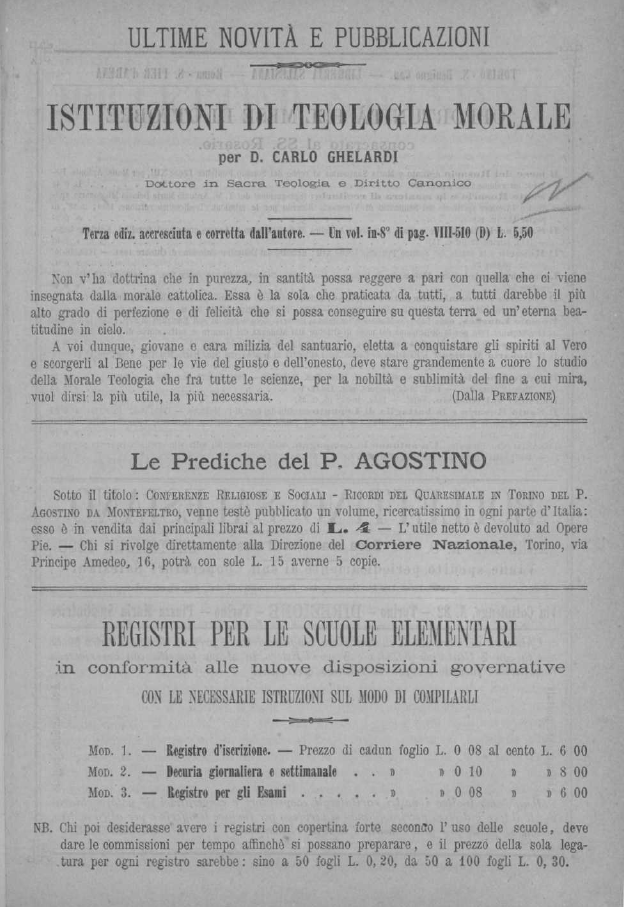 ULTIME NOVITÀ E PUBBLICAZIONI
ISTITUZIONI DI TEOLOGIA MORALE
per D. CARLO GHELARDI
Dottore in Sacra Teologia e Diritto Canonico
Terza ediz. accresciuta e corretta dall'autore. — Un vol. in-8° di pag. VIII-510 (D) L. 5,50
Non v'ha dottrina che in purezza, in santità possa reggere a pari con quella che ci viene
insegnata dalla morale cattolica. Essa è la sola che praticata da tutti, a tutti darebbe il più
alto grado di perfezione e di felicità che si possa conseguire su questa terra ed un'eterna bea-
titudine in cielo.
A voi dunque, giovane e cara milizia del santuario, eletta a conquistare gli spiriti al Vero
e scorgerli al Bene per le vie del giusto e dell'onesto, deve stare grandemente a cuore lo studio
della Morale Teologia che fra tutte le scienze, per la nobiltà e sublimità del fine a cui mira,
vuol dirsi la più utile, la più necessaria. (Dalla PREFAZIONE)
Le Prediche del P. AGOSTINO
Sotto il titolo: CONFERENZE RELIGIOSE E SOCIALI - RICORDI DEL QUARESIMALE IN TORINO DEL P.
AGOSTINO DA MONTEFELTRO, venne testè pubblicato un volume, ricercatissimo in ogni parte d'Italia:
esso è in vendita dai principali librai al prezzo di L. 4 — L'utile netto è devoluto ad Opere
Pie. — Chi si rivolge direttamente alla Direzione del Corriere Nazionale, Torino, via
Principe Amedeo, 16, potrà con sole L. 15 averne 5 copie.
REGISTRI PER LE SCUOLE ELEMENTARI
in conformità alle nuove disposizioni governative
CON LE NECESSARIE ISTRUZIONI SUL MODO DI COMPILARLI
MOD. 1. — Registro d'iscrizione. — Prezzo di cadun foglio L. 0 08 al cento L. 6 00
MOD. 2. — Decuria giornaliera e settimanale . . » » 0 10 » » 8 00
MOD. 3. — Registro per gli Esami . . . . . . » » 0 08 » » 6 00
NB. Chi poi desiderasse avere i registri con copertina forte secondo l'uso delle scuole, deve
dare le commissioni per tempo affinchè si possano preparare, e il prezzo della sola lega-
tura per ogni registro sarebbe: sino a 50 fogli L. 0, 20, da 50 a 100 fogli L. 0, 30.